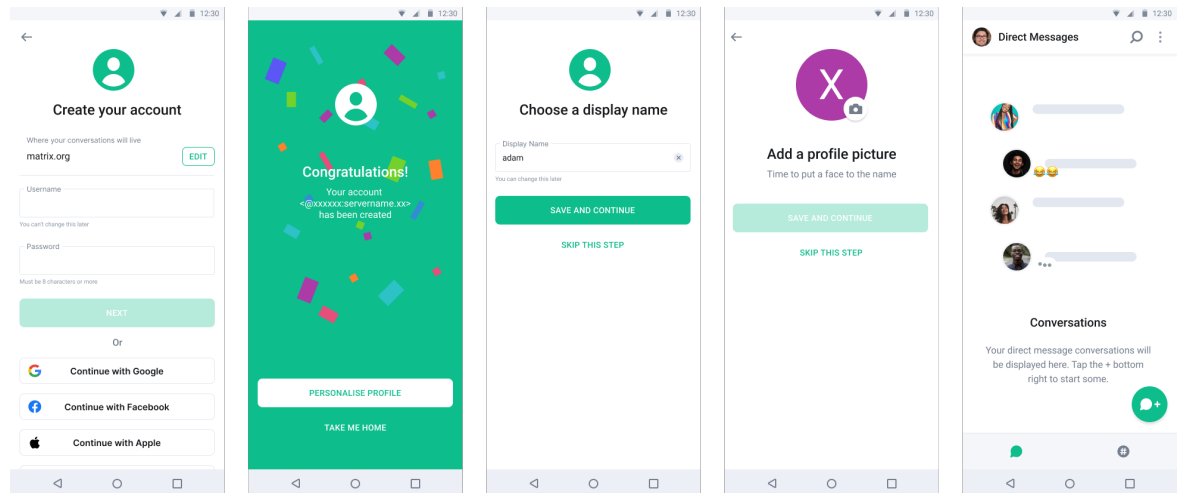 12:30
Create your account
Where your conversations will live
matrix.org
EDIT
Username
You can't change this later
Password
Must be 8 characters or more
NEXT
Or
Continue with Google
Continue with Facebook
Continue with Apple
12:30
Congratulations!
Your account
<@xxxxxx:servername.xx>
has been created
PERSONALISE PROFILE
TAKE ME HOME
12:30
Choose a display name
Display Name
adam
You can change this later
SAVE AND CONTINUE
SKIP THIS STEP
12:30
X
Add a profile picture
Time to put a face to the name
SAVE AND CONTINUE
SKIP THIS STEP
12:30
Direct Messages
Conversations
Your direct message conversations will
be displayed here. Tap the + bottom
right to start some.